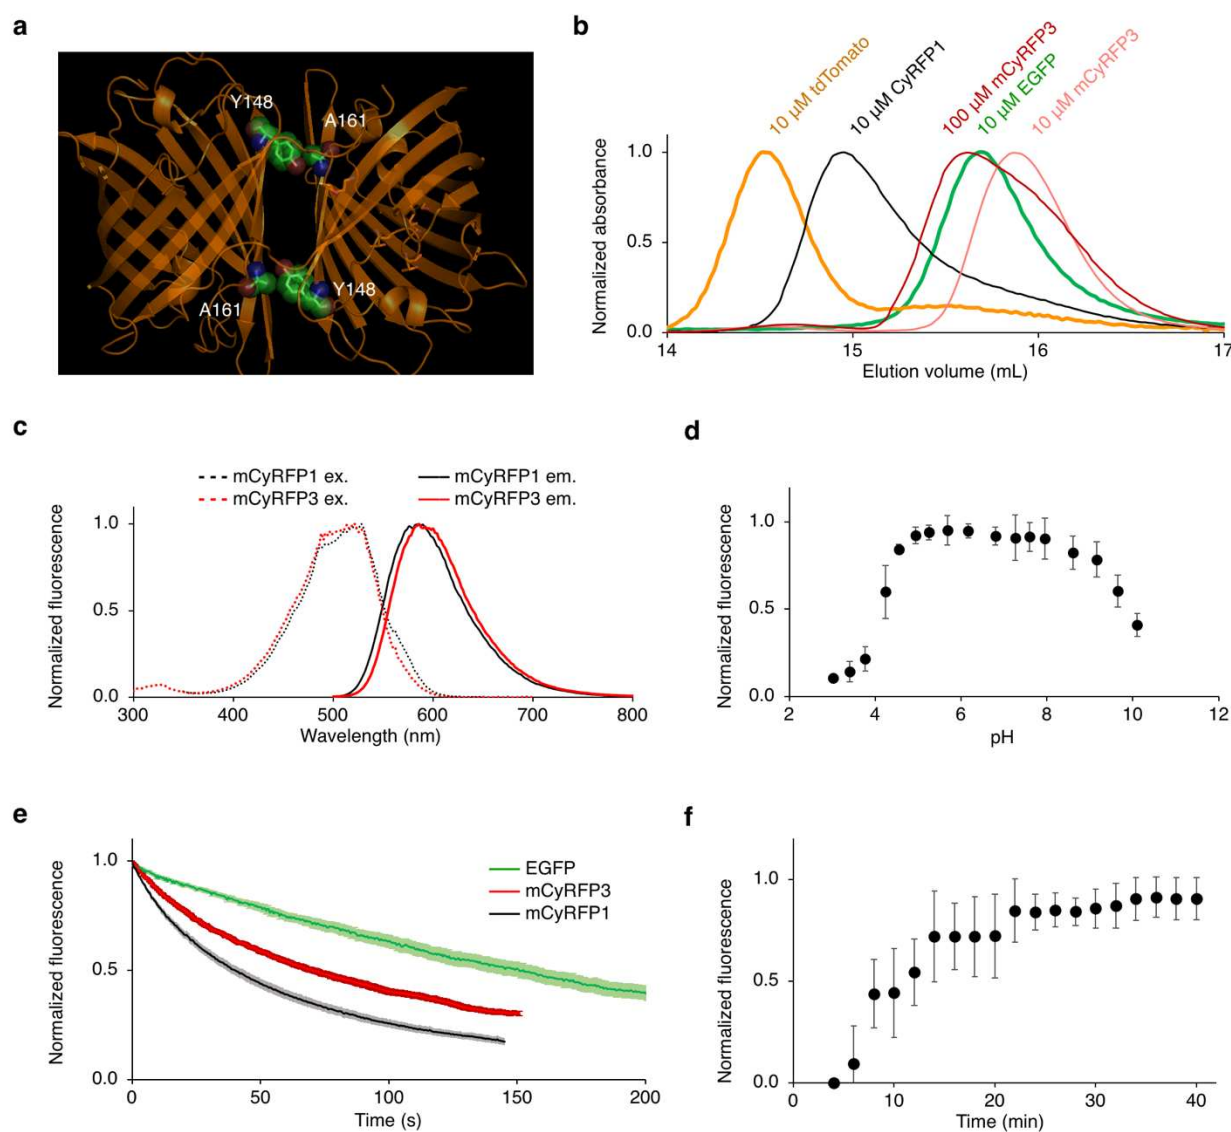 a
Y148
A161
A161
Y148
b
10 µM tdTomato
10 µM CyRFP1
100 µM mCyRFP3
10 µM EGFP
10 µM mCyRFP3
Normalized absorbance
1.0
0.5
0.0
14
15
16
17
Elution volume (mL)
c
mCyRFP1 ex.
mCyRFP1 em.
mCyRFP3 ex.
mCyRFP3 em.
Normalized fluorescence
1.0
0.5
0.0
300
400
500
600
700
800
Wavelength (nm)
d
Normalized fluorescence
1.0
0.5
0.0
2
4
6
8
10
12
pH
e
EGFP
mCyRFP3
mCyRFP1
Normalized fluorescence
1.0
0.5
0.0
0
50
100
150
200
Time (s)
f
Normalized fluorescence
1.0
0.5
0.0
0
10
20
30
40
Time (min)